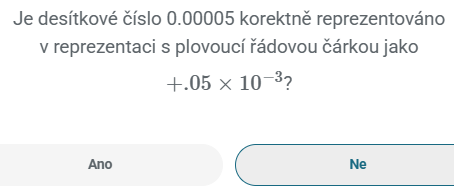 Je desítkové číslo 0.00005 korektně reprezentováno
v reprezentaci s plovoucí řádovou čárkou jako
+.05 × 10⁻³?
Ano
Ne